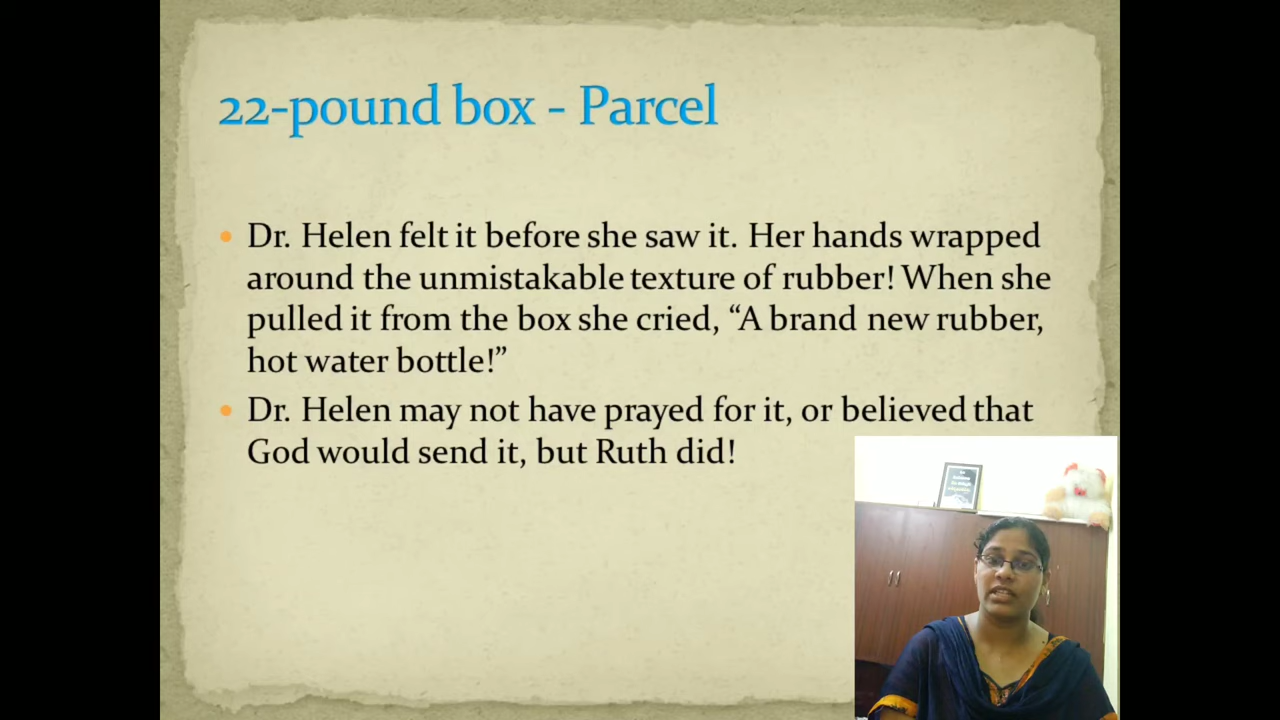 22-pound box - Parcel
Dr. Helen felt it before she saw it. Her hands wrapped
around the unmistakable texture of rubber! When she
pulled it from the box she cried, “A brand new rubber,
hot water bottle!”
Dr. Helen may not have prayed for it, or believed that
God would send it, but Ruth did!